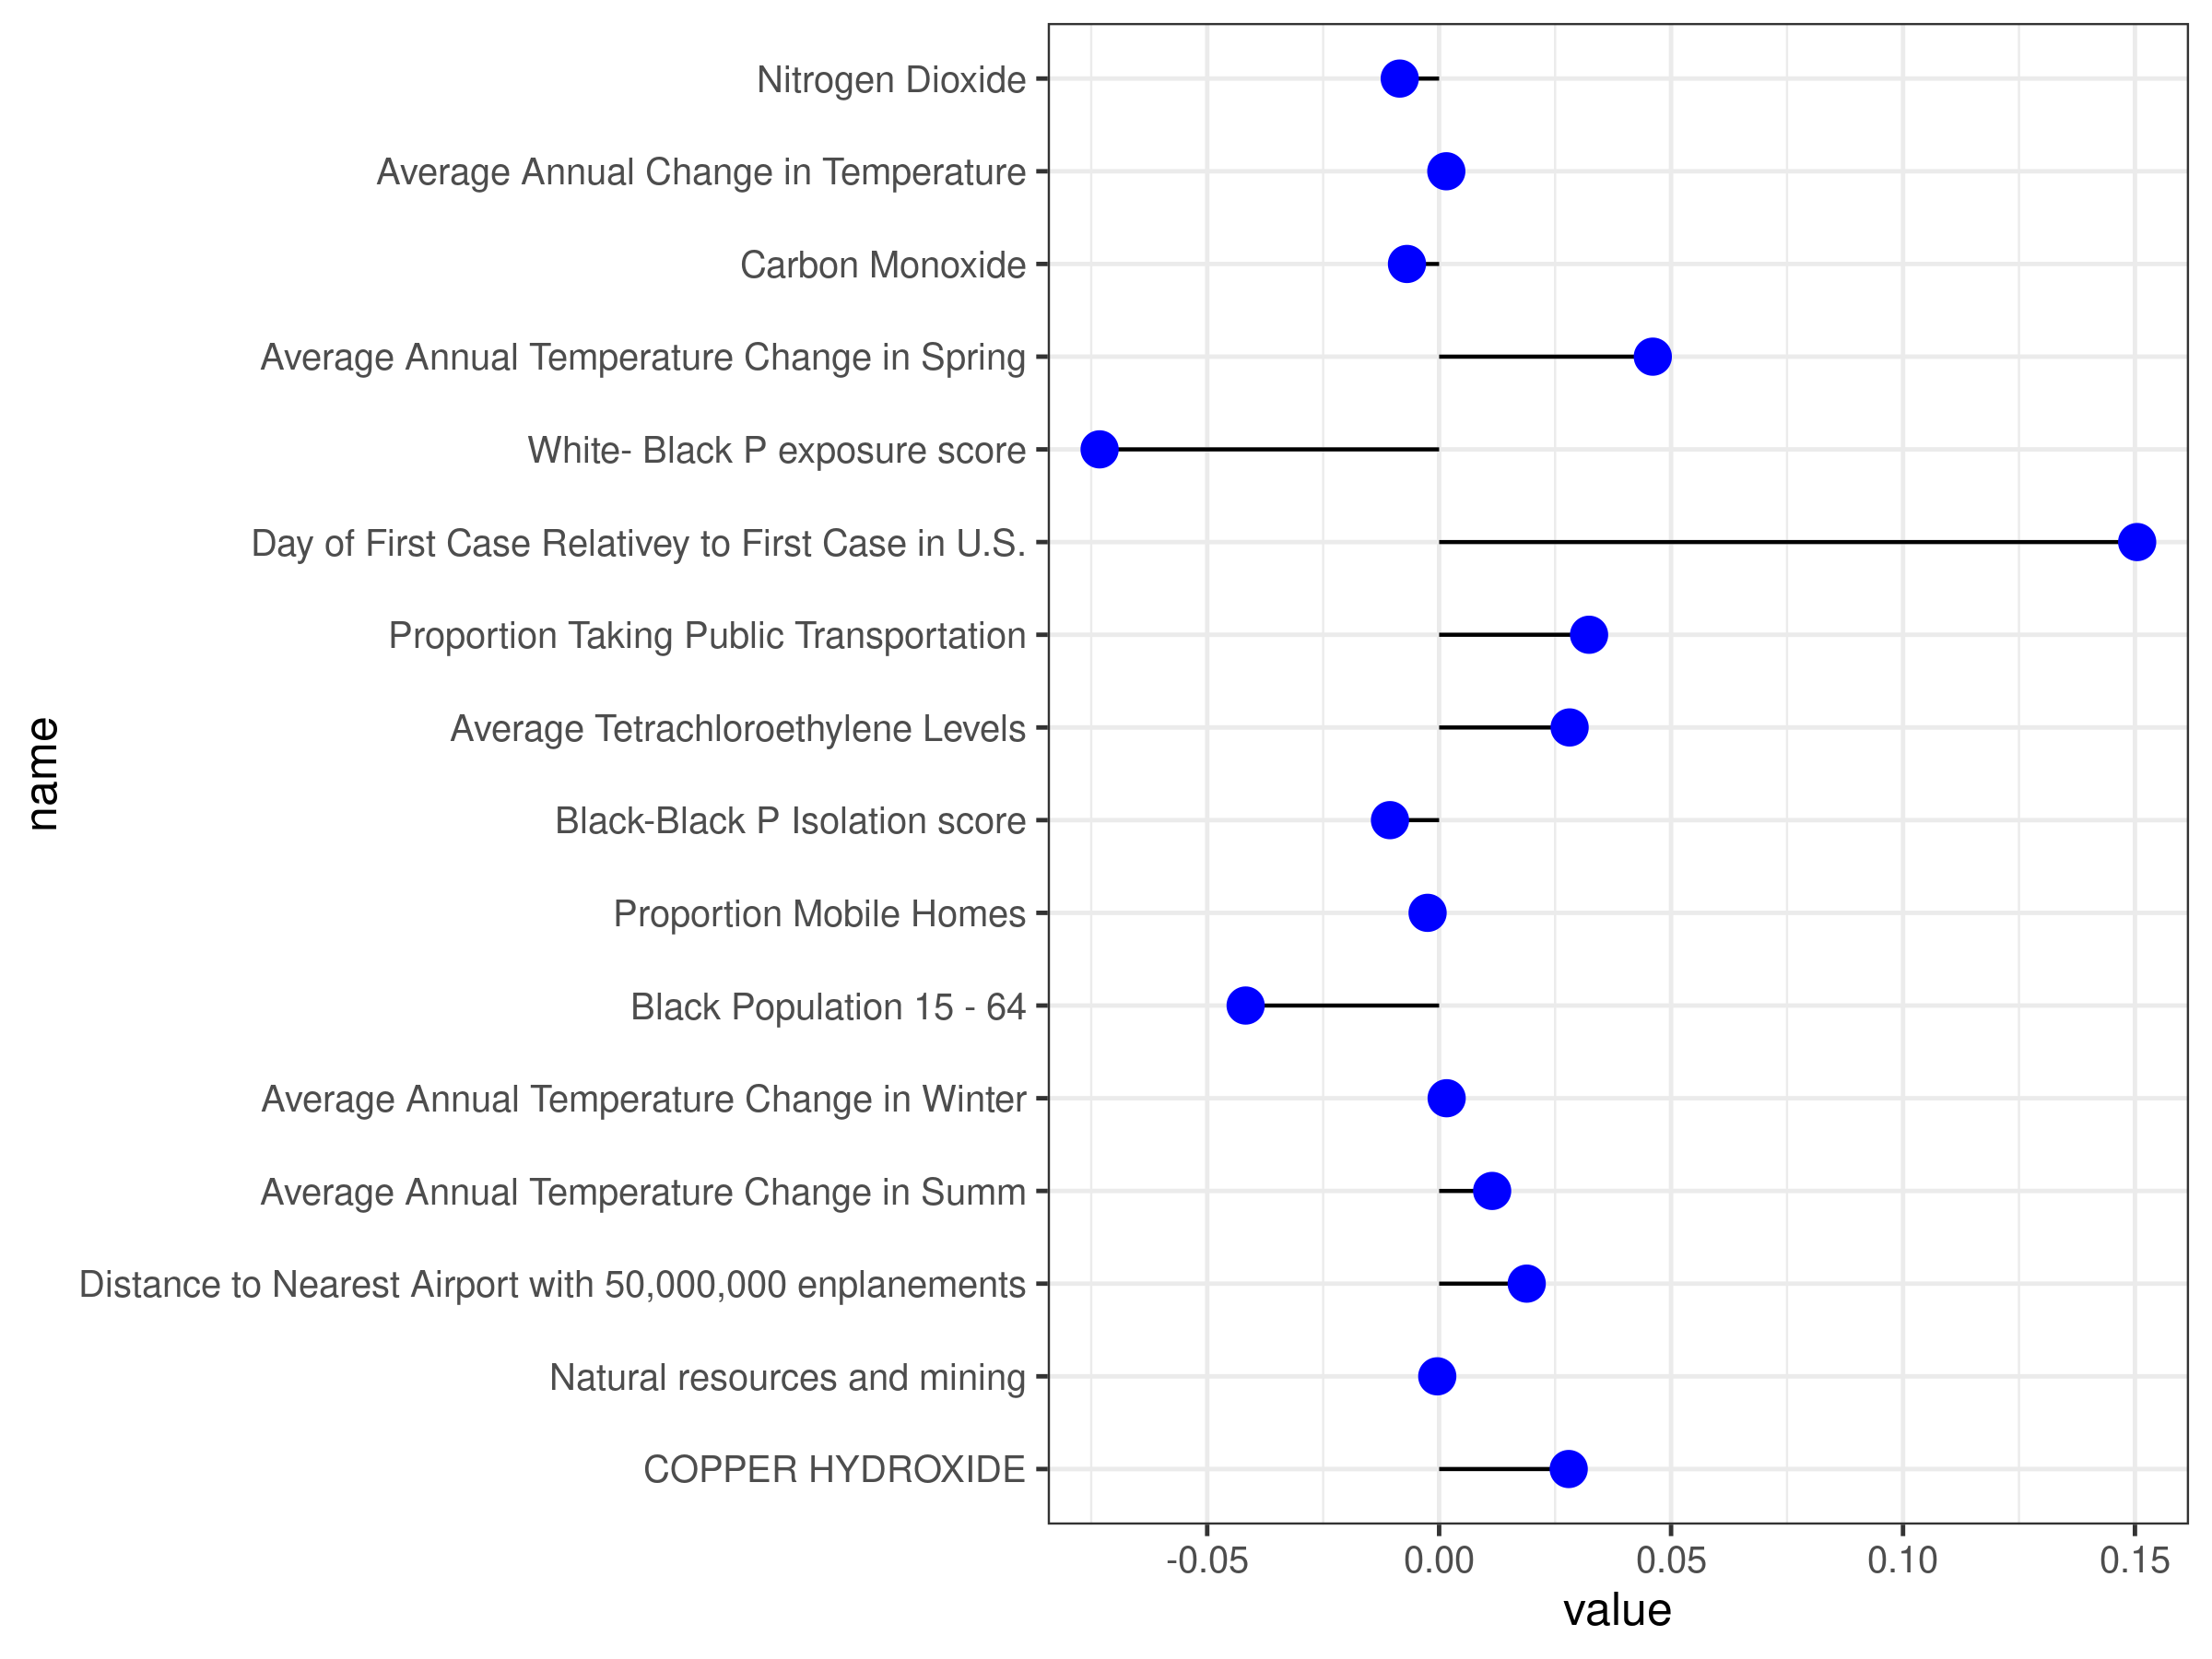 Nitrogen Dioxide
Average Annual Change in Temperature
Carbon Monoxide
Average Annual Temperature Change in Spring
White- Black P exposure score
Day of First Case Relativey to First Case in U.S.
Proportion Taking Public Transportation
Average Tetrachloroethylene Levels
Black-Black P Isolation score
Proportion Mobile Homes
Black Population 15 - 64
Average Annual Temperature Change in Winter
Average Annual Temperature Change in Summ
Distance to Nearest Airport with 50,000,000 enplanements
Natural resources and mining
COPPER HYDROXIDE
name
-0.05 0.00 0.05 0.10 0.15
value